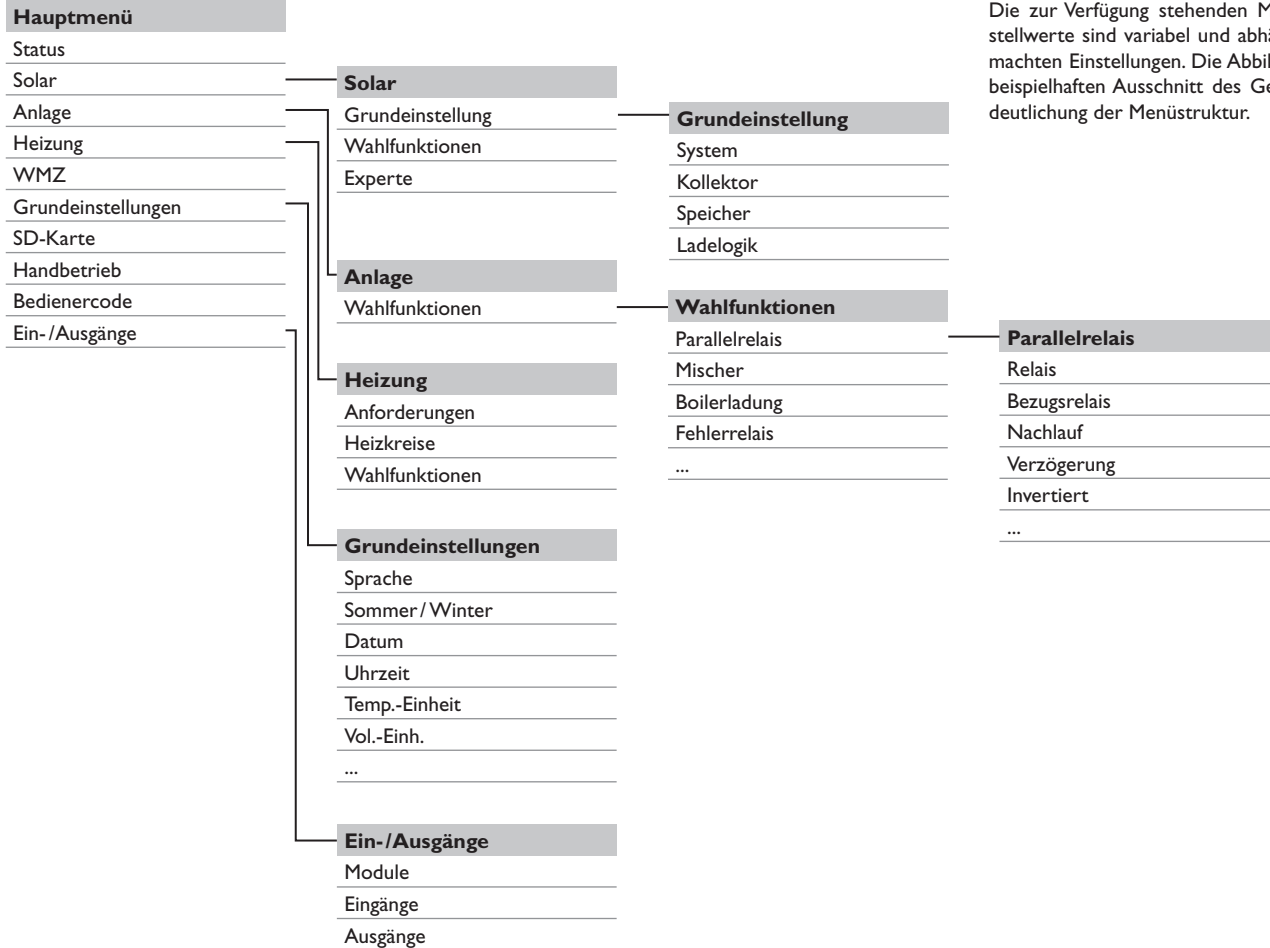 Hauptmenü
Status
Solar
Anlage
Heizung
WMZ
Grundeinstellungen
SD-Karte
Handbetrieb
Bedienercode
Ein-/Ausgänge
Solar
Grundeinstellung
Wahlfunktionen
Experte
Anlage
Wahlfunktionen
Heizung
Anforderungen
Heizkreise
Wahlfunktionen
Grundeinstellungen
Sprache
Sommer/Winter
Datum
Uhrzeit
Temp.-Einheit
Vol.-Einh.
...
Ein-/Ausgänge
Module
Eingänge
Ausgänge
Grundeinstellung
System
Kollektor
Speicher
Ladelogik
Wahlfunktionen
Parallelrelais
Mischer
Boilerladung
Fehlerrelais
...
Parallelrelais
Relais
Bezugsrelais
Nachlauf
Verzögerung
Invertiert
...
Die zur Verfügung stehenden
stellwerte sind variabel und
machten Einstellungen. Die
beispielhaften Ausschnitt des
deutlichung der Menüstruktur.